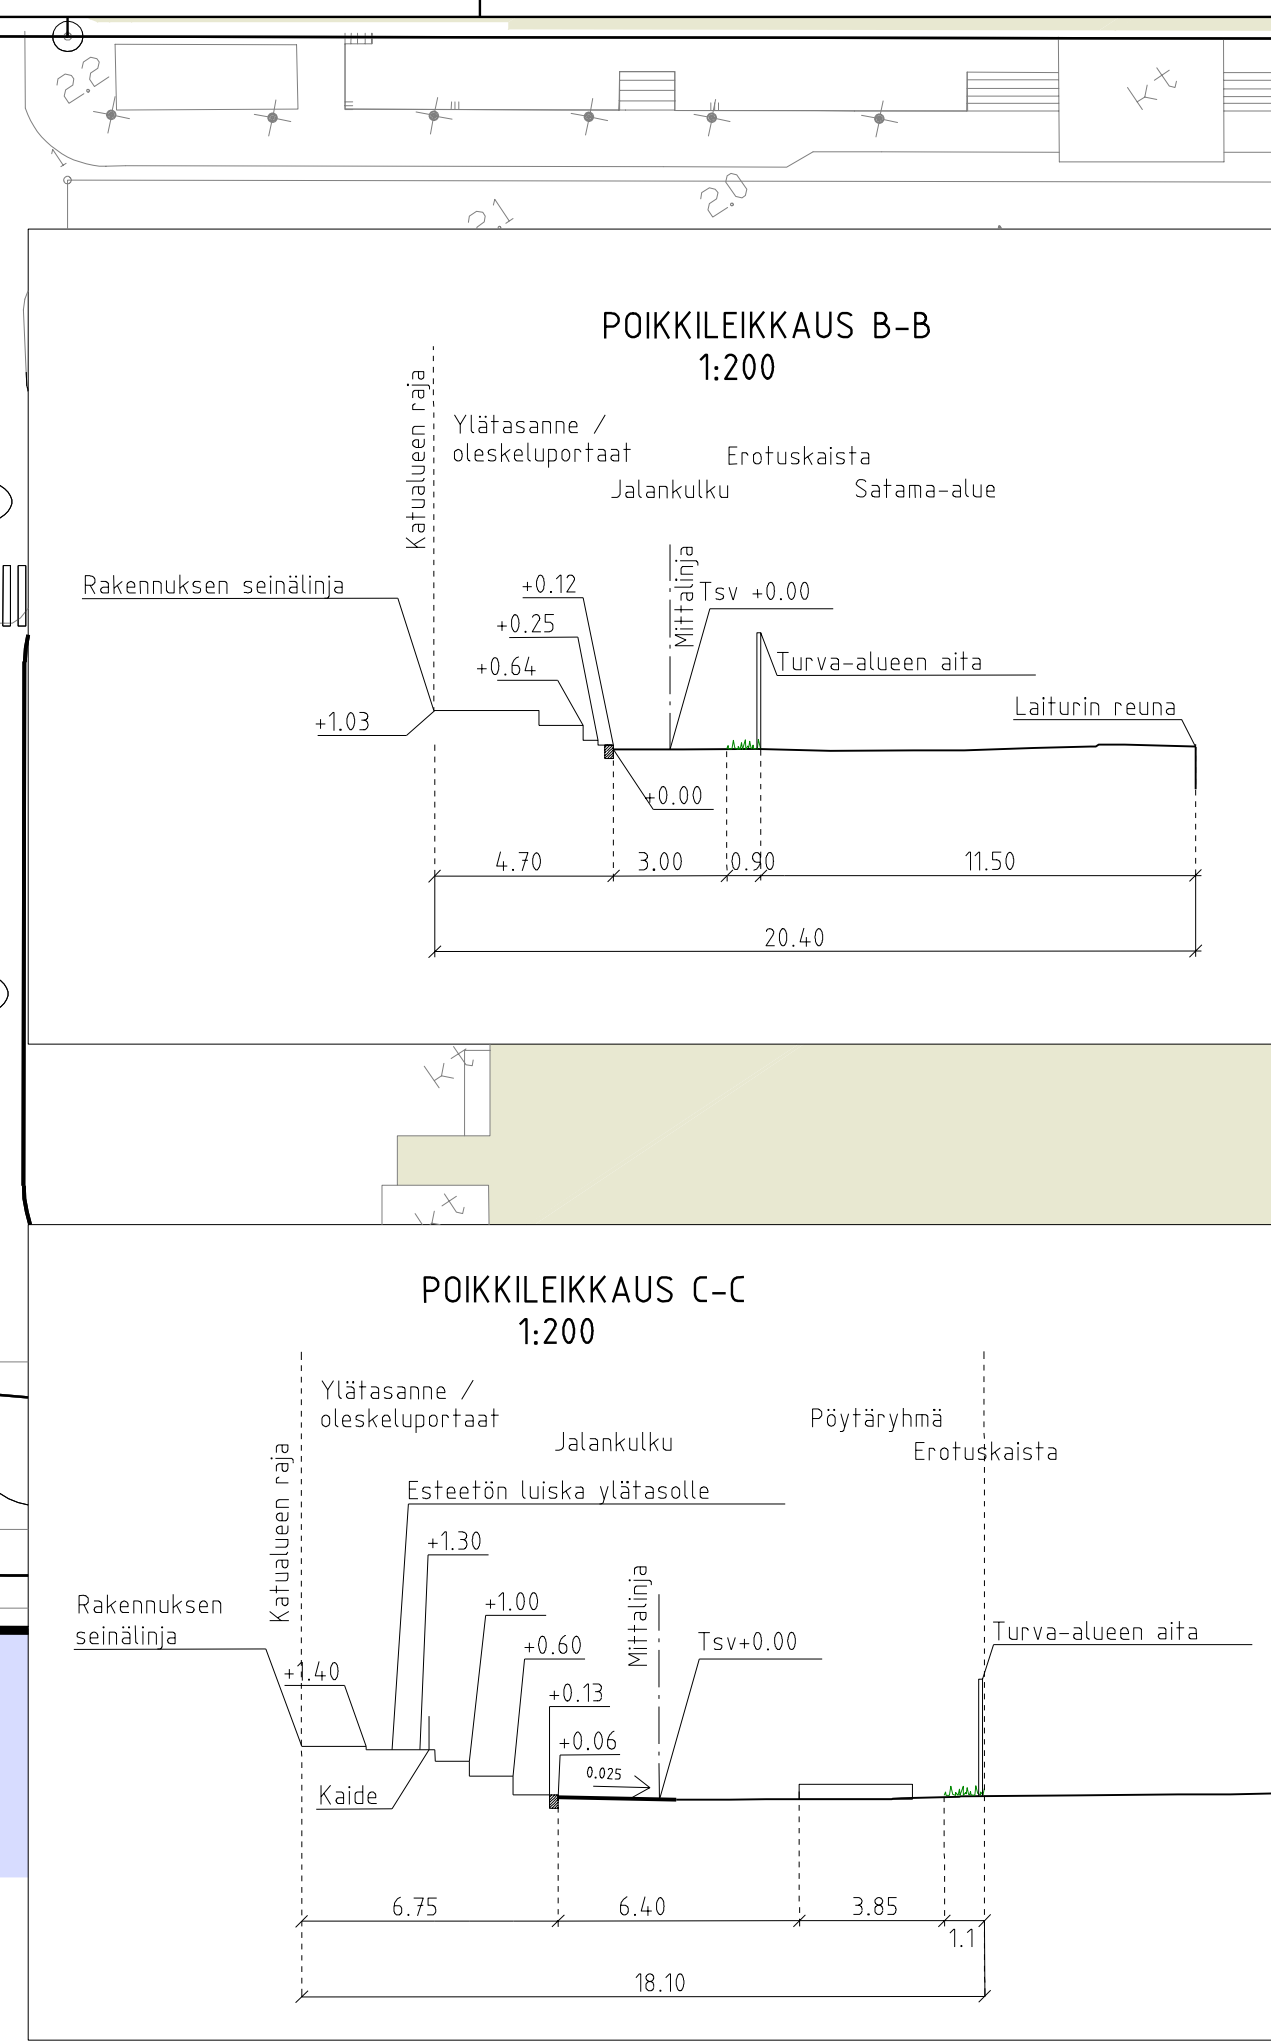 2.2
kt
1
2.1
2.0
POIKKILEIKKAUS B-B
1:200
Katualueen raja
Ylätasanne /
oleskeluportaat
Erotuskaista
Jalankulku
Satama-alue
Mittalinja
Rakennuksen seinälinja
+0.12
Tsv +0.00
+0.25
+0.64
Turva-alueen aita
+1.03
Laiturin reuna
+0.00
4.70
3.00
0.90
11.50
20.40
kt
kt
POIKKILEIKKAUS C-C
1:200
Ylätasanne /
oleskeluportaat
Pöytäryhmä
Jalankulku
Erotuskaista
Katualueen raja
Esteetön luiska ylätasolle
+1.30
Mittalinja
+1.00
Rakennuksen
seinälinja
Turva-alueen aita
+0.60
Tsv+0.00
+1.40
+0.13
+0.06
0.025
Kaide
6.75
6.40
3.85
1.1
18.10